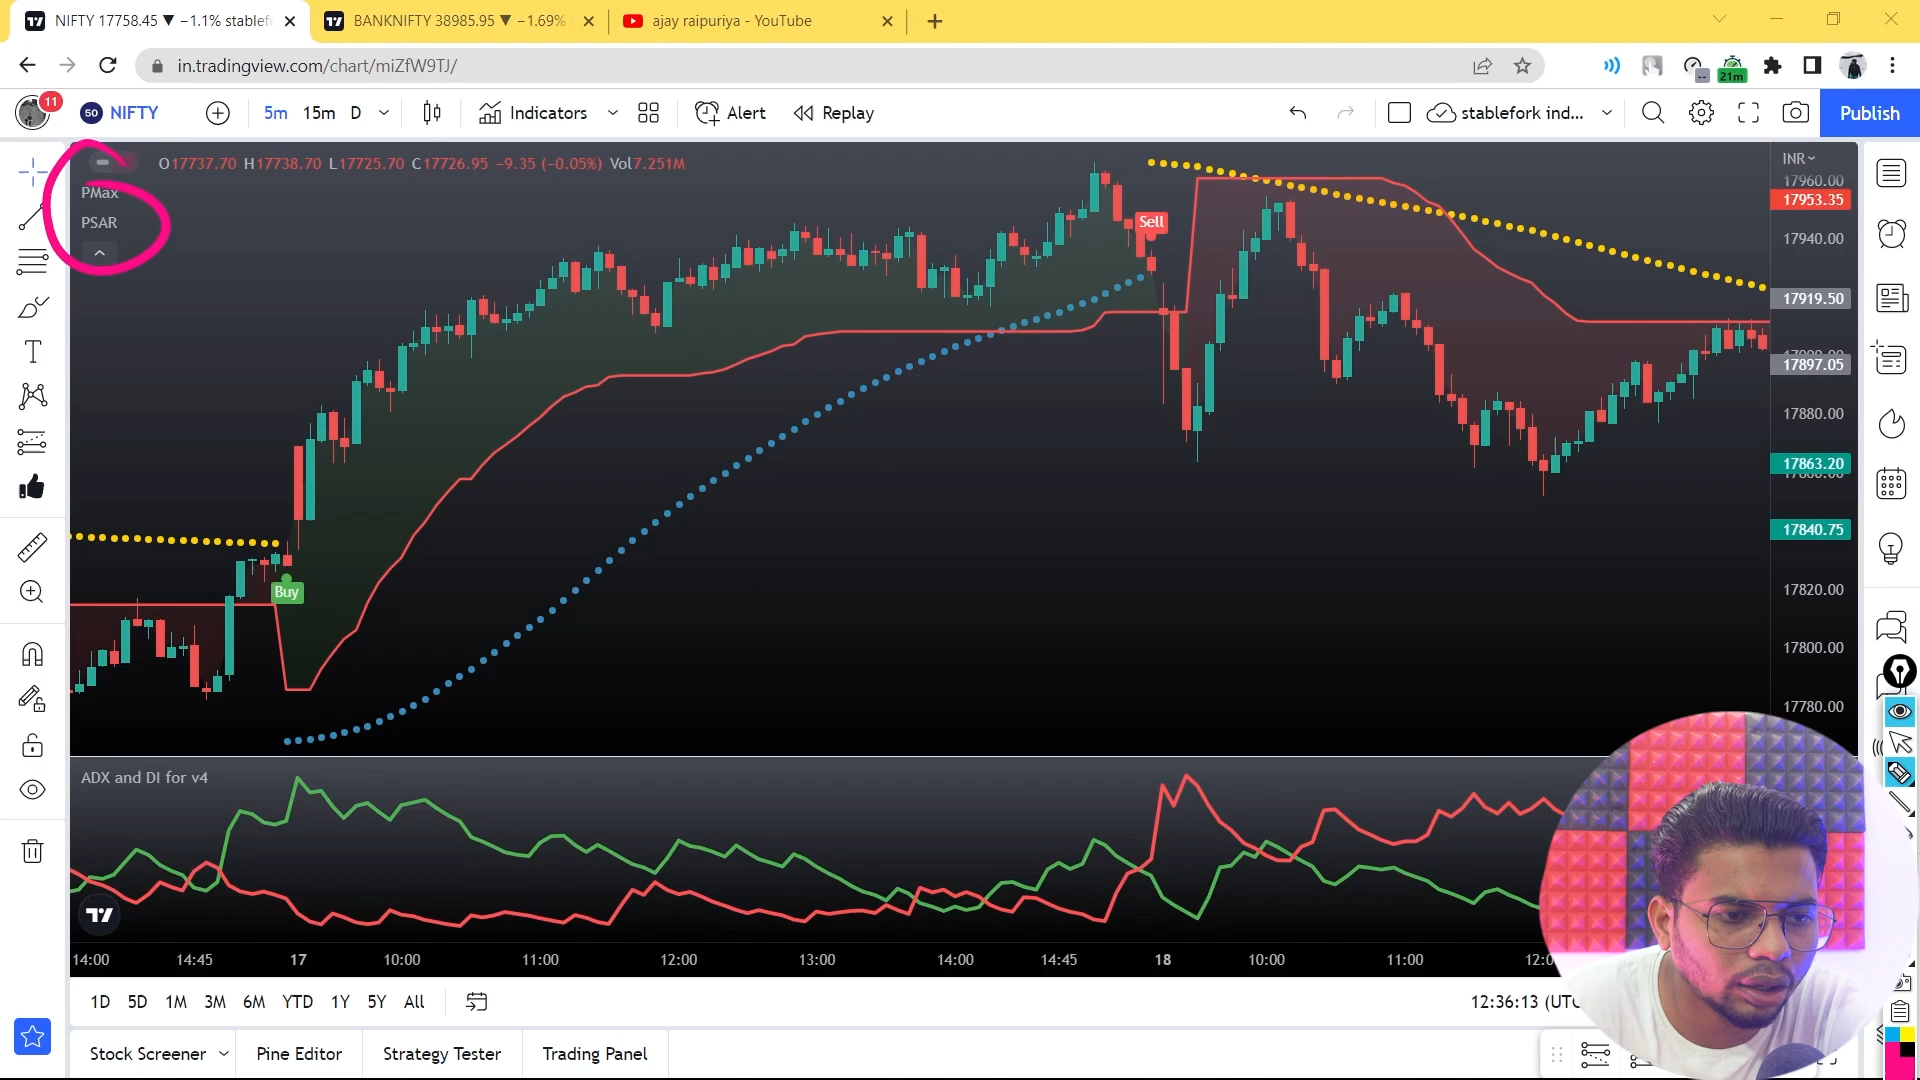 NIFTY 17758.45 ▼ −1.1% stablef
BANKNIFTY 38985.95 ▼ −1.69%
ajay raipuriya - YouTube
in.tradingview.com/chart/miZfW9TJ/
21m
11
50 NIFTY
5m 15m D
Indicators
Alert
Replay
stablefork ind...
Publish
O17737.70 H17738.70 L17725.70 C17726.95 −9.35 (−0.05%) Vol7.251M
PMax
PSAR
INR
17960.00
17953.35
17940.00
17919.50
17897.05
17880.00
17863.20
17840.75
17820.00
17800.00
17780.00
Sell
Buy
ADX and DI for v4
14:00 14:45 17 10:00 11:00 12:00 13:00 14:00 14:45 18 10:00 11:00
1D 5D 1M 3M 6M YTD 1Y 5Y All
12:36:13 (UTC
Stock Screener Pine Editor Strategy Tester Trading Panel